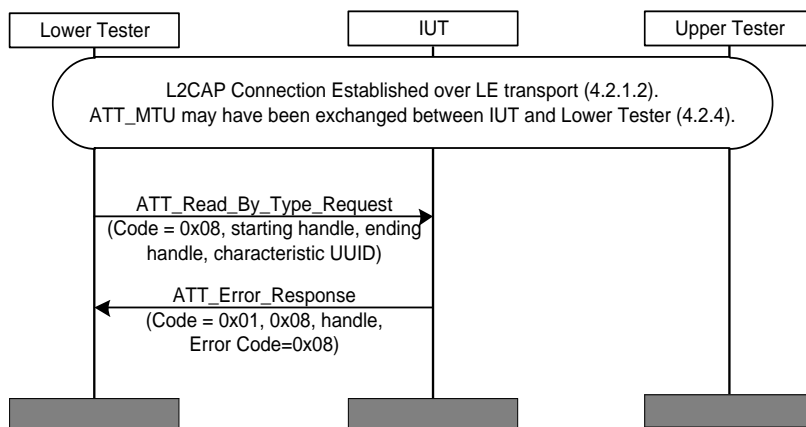 Lower Tester
IUT
Upper Tester
L2CAP Connection Established over LE transport (4.2.1.2).
ATT_MTU may have been exchanged between IUT and Lower Tester (4.2.4).
ATT_Read_By_Type_Request
(Code = 0x08, starting handle, ending
handle, characteristic UUID)
ATT_Error_Response
(Code = 0x01, 0x08, handle,
Error Code=0x08)